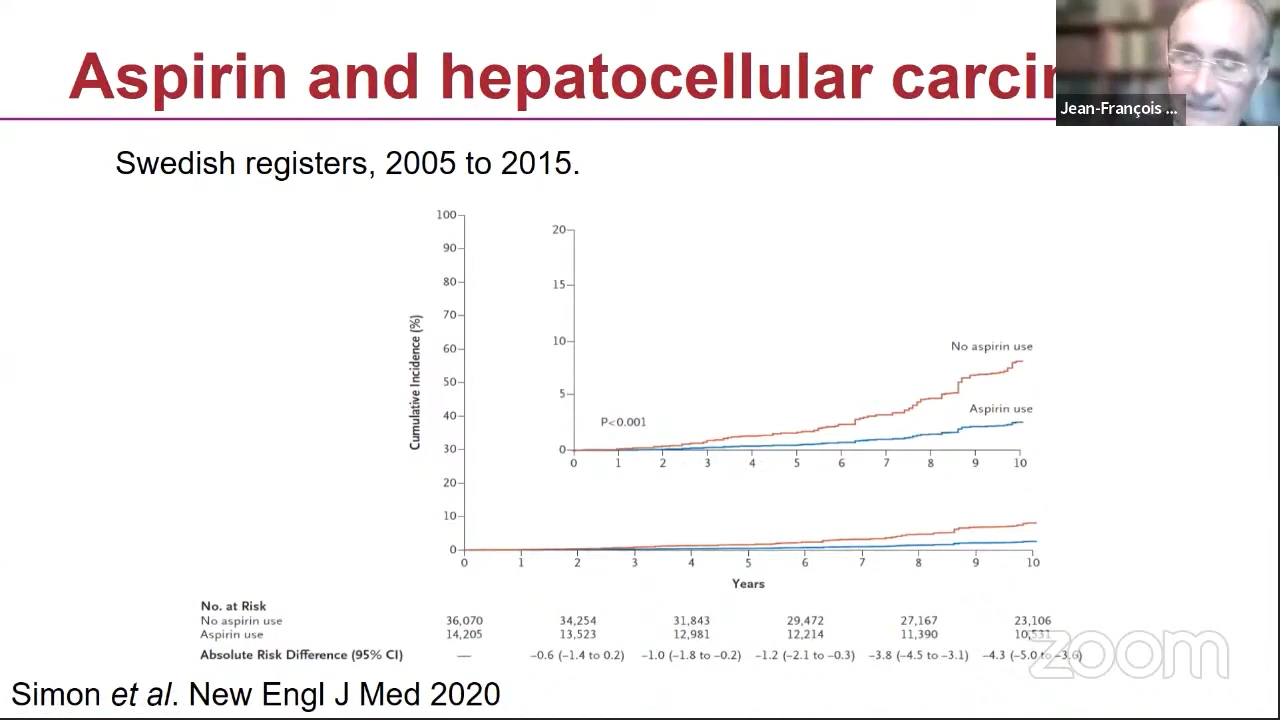 Aspirin and hepatocellular carcin
Jean-François ...
Swedish registers, 2005 to 2015.
Cumulative Incidence (%)
100
90
80
70
60
50
40
30
20
10
0
20
15
10
5
0
No aspirin use
Aspirin use
P<0.001
0 1 2 3 4 5 6 7 8 9 10
0 1 2 3 4 5 6 7 8 9 10
Years
No. at Risk
No aspirin use 36,070 34,254 31,843 29,472 27,167 23,106
Aspirin use 14,205 13,523 12,981 12,214 11,390 10,531
Absolute Risk Difference (95% CI) — −0.6 (−1.4 to 0.2) −1.0 (−1.8 to −0.2) −1.2 (−2.1 to −0.3) −3.8 (−4.5 to −3.1) −4.3 (−5.0 to −3.6)
zoom
Simon et al. New Engl J Med 2020